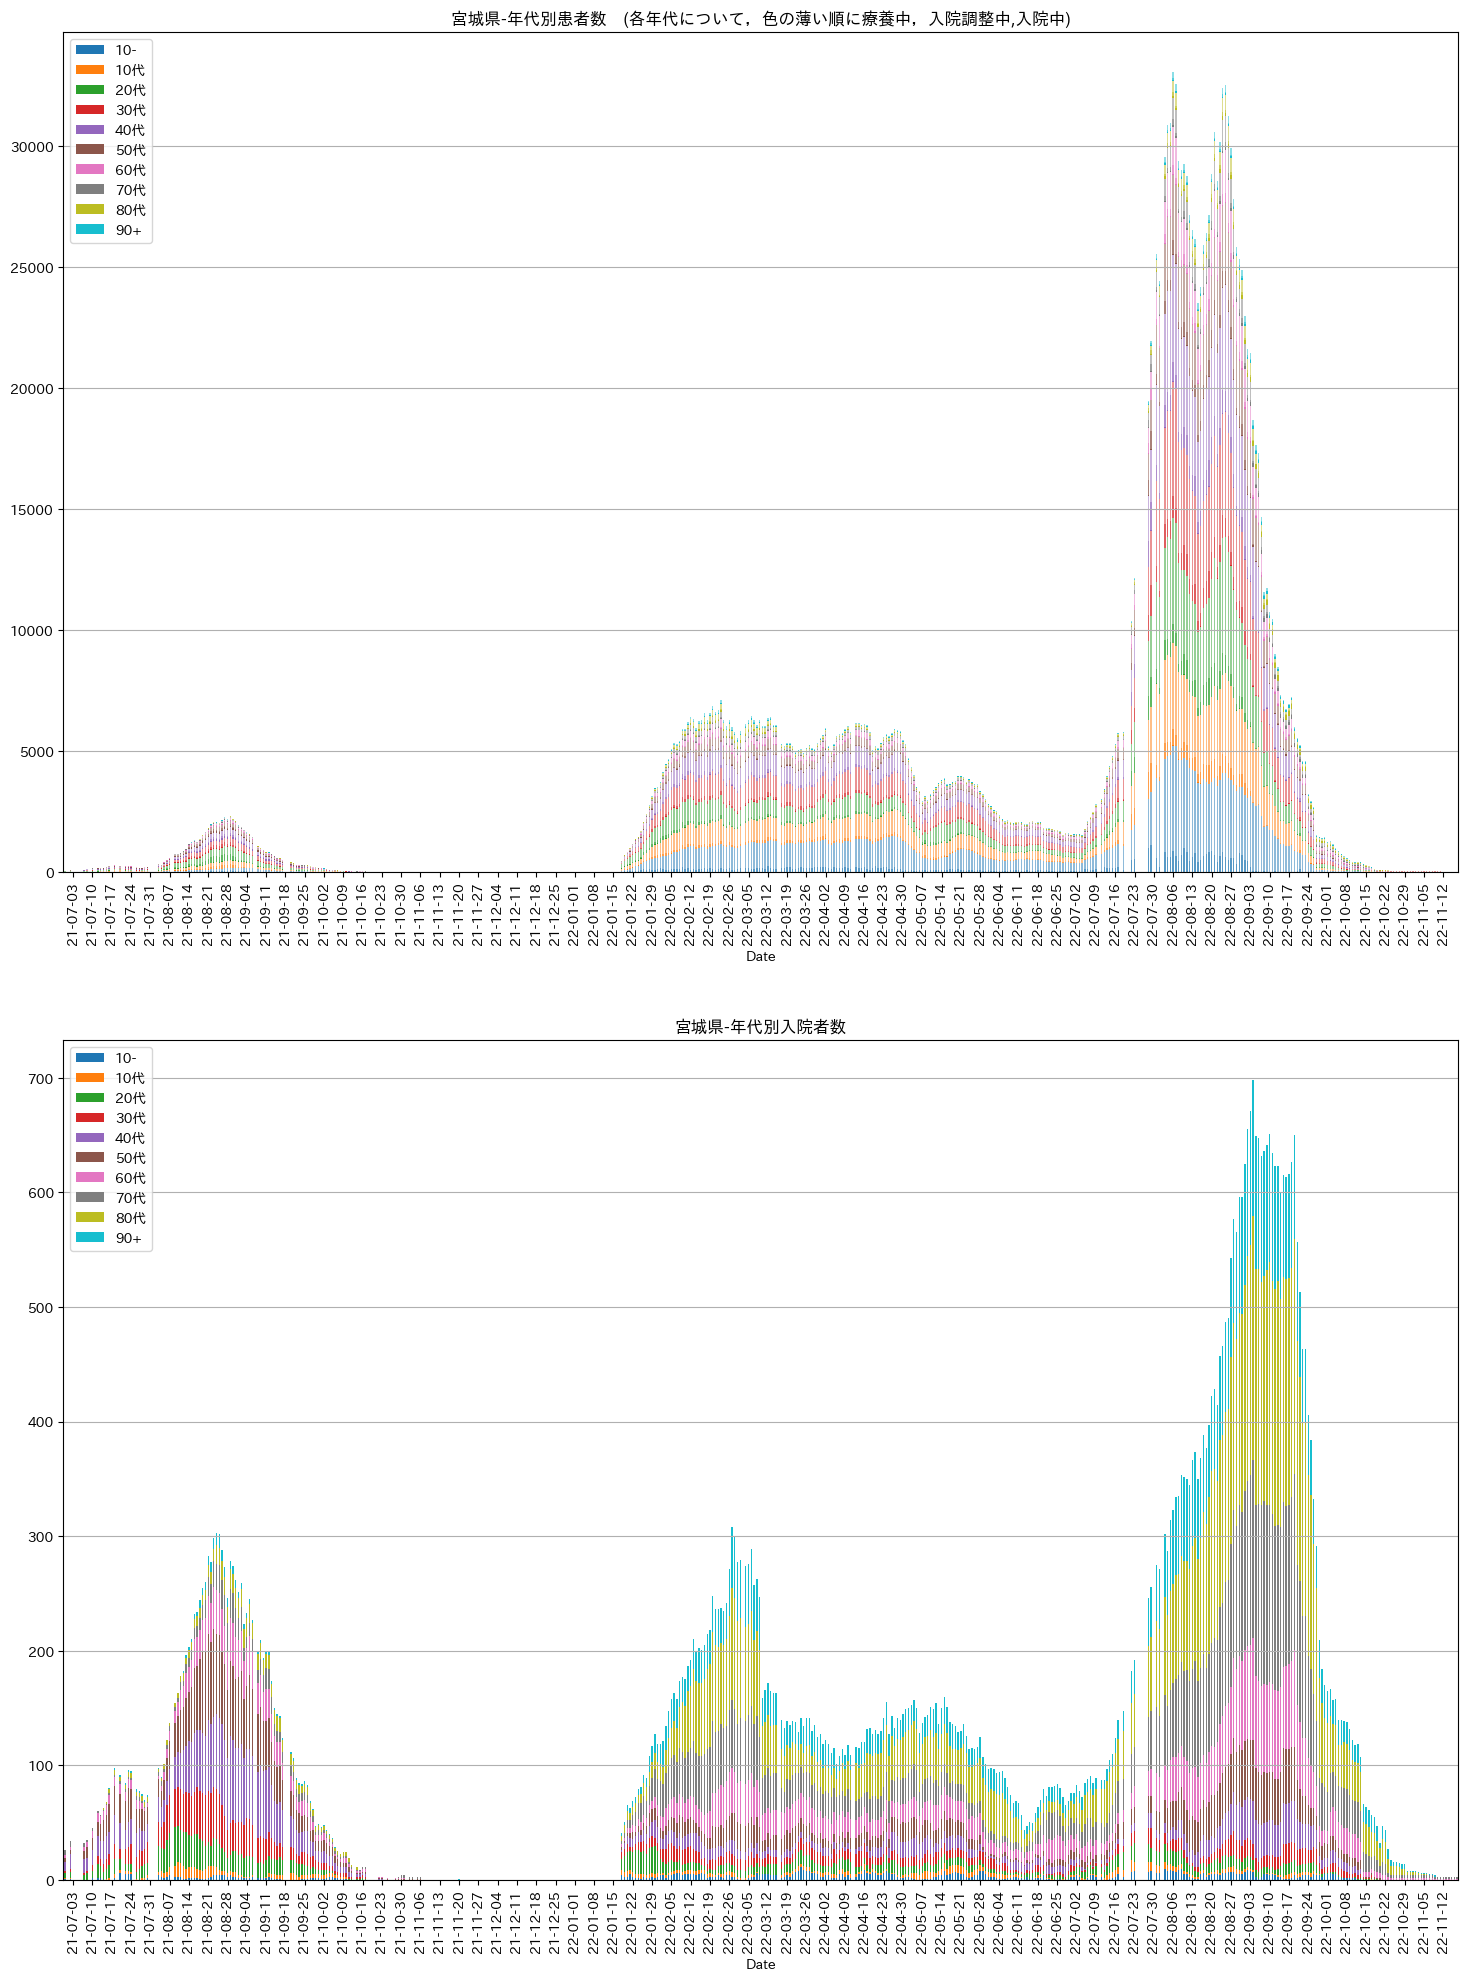 宮城県-年代別患者数　(各年代について，色の薄い順に療養中，入院調整中,入院中)
10-
10代
20代
30代
40代
50代
60代
70代
80代
90+
30000
25000
20000
15000
10000
5000
0
21-07-03 21-07-10 21-07-17 21-07-24 21-07-31 21-08-07 21-08-14 21-08-21 21-08-28 21-09-04 21-09-11 21-09-18 21-09-25 21-10-02 21-10-09 21-10-16 21-10-23 21-10-30 21-11-06 21-11-13 21-11-20 21-11-27 21-12-04 21-12-11 21-12-18 21-12-25 22-01-01 22-01-08 22-01-15 22-01-22 22-01-29 22-02-05 22-02-12 22-02-19 22-02-26 22-03-05 22-03-12 22-03-19 22-03-26 22-04-02 22-04-09 22-04-16 22-04-23 22-04-30 22-05-07 22-05-14 22-05-21 22-05-28 22-06-04 22-06-11 22-06-18 22-06-25 22-07-02 22-07-09 22-07-16 22-07-23 22-07-30 22-08-06 22-08-13 22-08-20 22-08-27 22-09-03 22-09-10 22-09-17 22-09-24 22-10-01 22-10-08 22-10-15 22-10-22 22-10-29 22-11-05 22-11-12
Date
宮城県-年代別入院者数
10-
10代
20代
30代
40代
50代
60代
70代
80代
90+
700
600
500
400
300
200
100
0
21-07-03 21-07-10 21-07-17 21-07-24 21-07-31 21-08-07 21-08-14 21-08-21 21-08-28 21-09-04 21-09-11 21-09-18 21-09-25 21-10-02 21-10-09 21-10-16 21-10-23 21-10-30 21-11-06 21-11-13 21-11-20 21-11-27 21-12-04 21-12-11 21-12-18 21-12-25 22-01-01 22-01-08 22-01-15 22-01-22 22-01-29 22-02-05 22-02-12 22-02-19 22-02-26 22-03-05 22-03-12 22-03-19 22-03-26 22-04-02 22-04-09 22-04-16 22-04-23 22-04-30 22-05-07 22-05-14 22-05-21 22-05-28 22-06-04 22-06-11 22-06-18 22-06-25 22-07-02 22-07-09 22-07-16 22-07-23 22-07-30 22-08-06 22-08-13 22-08-20 22-08-27 22-09-03 22-09-10 22-09-17 22-09-24 22-10-01 22-10-08 22-10-15 22-10-22 22-10-29 22-11-05 22-11-12
Date